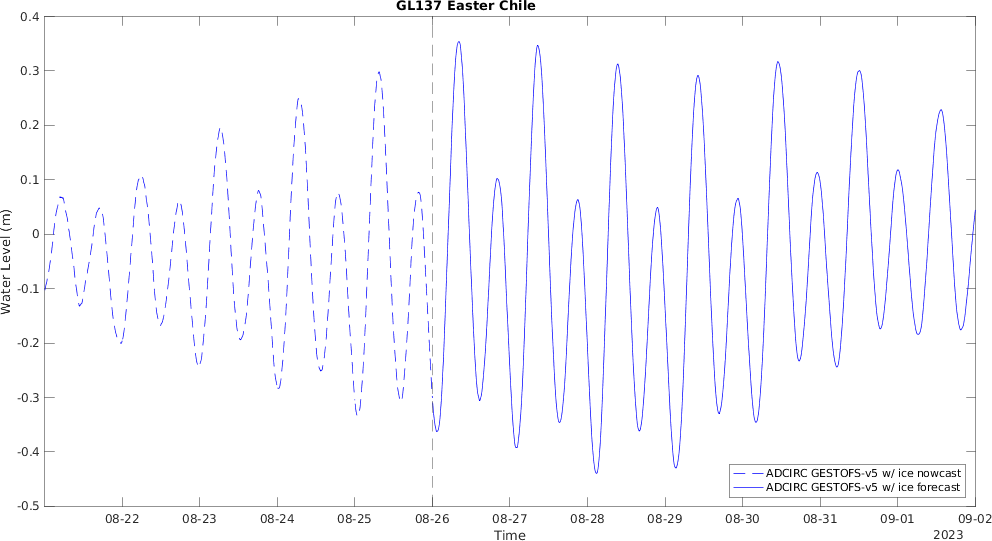 GL137 Easter Chile
0.4
0.3
0.2
0.1
0
-0.1
-0.2
-0.3
-0.4
-0.5
Water Level (m)
ADCIRC GESTOFS-v5 w/ ice nowcast
ADCIRC GESTOFS-v5 w/ ice forecast
08-22 08-23 08-24 08-25 08-26 08-27 08-28 08-29 08-30 08-31 09-01 09-02
Time
2023